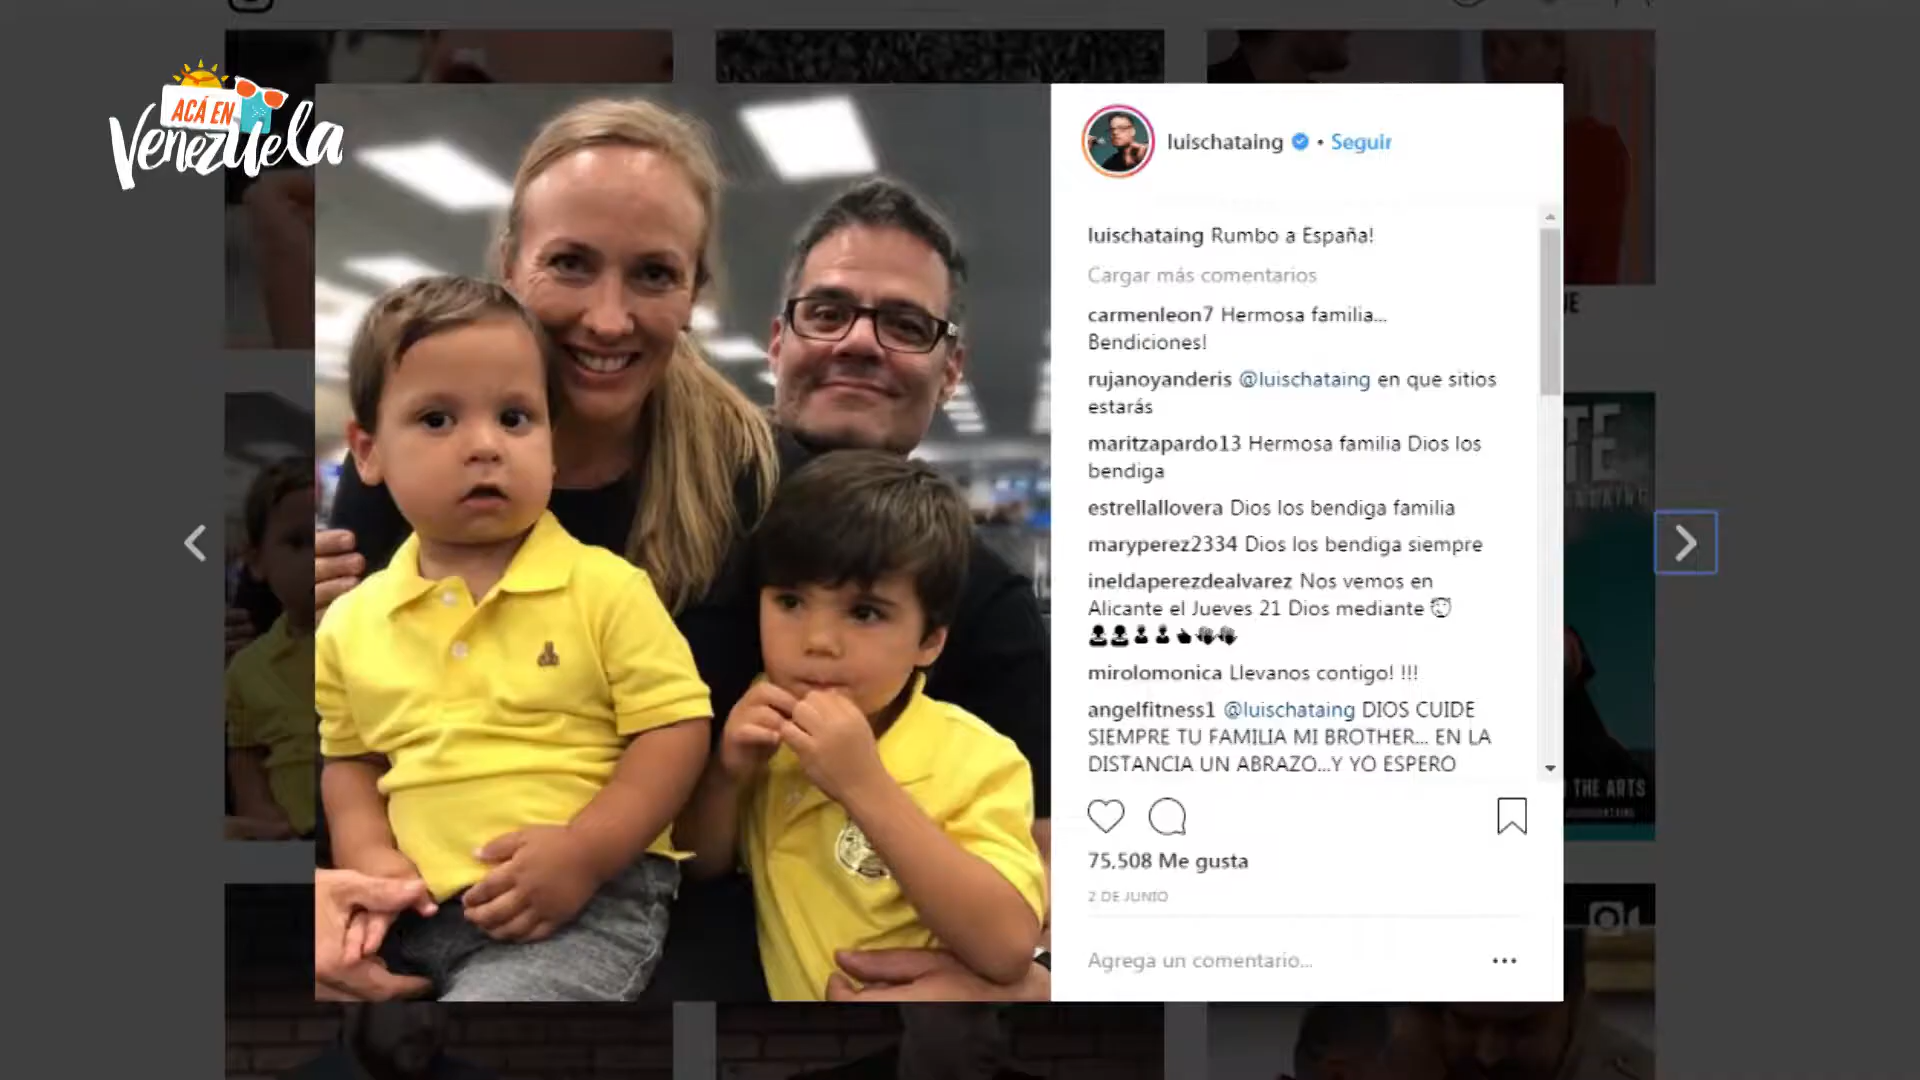 ACÁ EN
Venezuela
luischataing • Seguir
luischataing Rumbo a España!
Cargar más comentarios
carmenleon7 Hermosa familia...
Bendiciones!
rujanoyanderis @luischataing en que sitios
estarás
maritzapardo13 Hermosa familia Dios los
bendiga
estrellallovera Dios los bendiga familia
maryperez2334 Dios los bendiga siempre
ineldaperezdealvarez Nos vemos en
Alicante el Jueves 21 Dios mediante
mirolomonica Llevanos contigo! !!!
angelfitness1 @luischataing DIOS CUIDE
SIEMPRE TU FAMILIA MI BROTHER... EN LA
DISTANCIA UN ABRAZO...Y YO ESPERO
75,508 Me gusta
2 DE JUNIO
Agrega un comentario...
THE ARTS